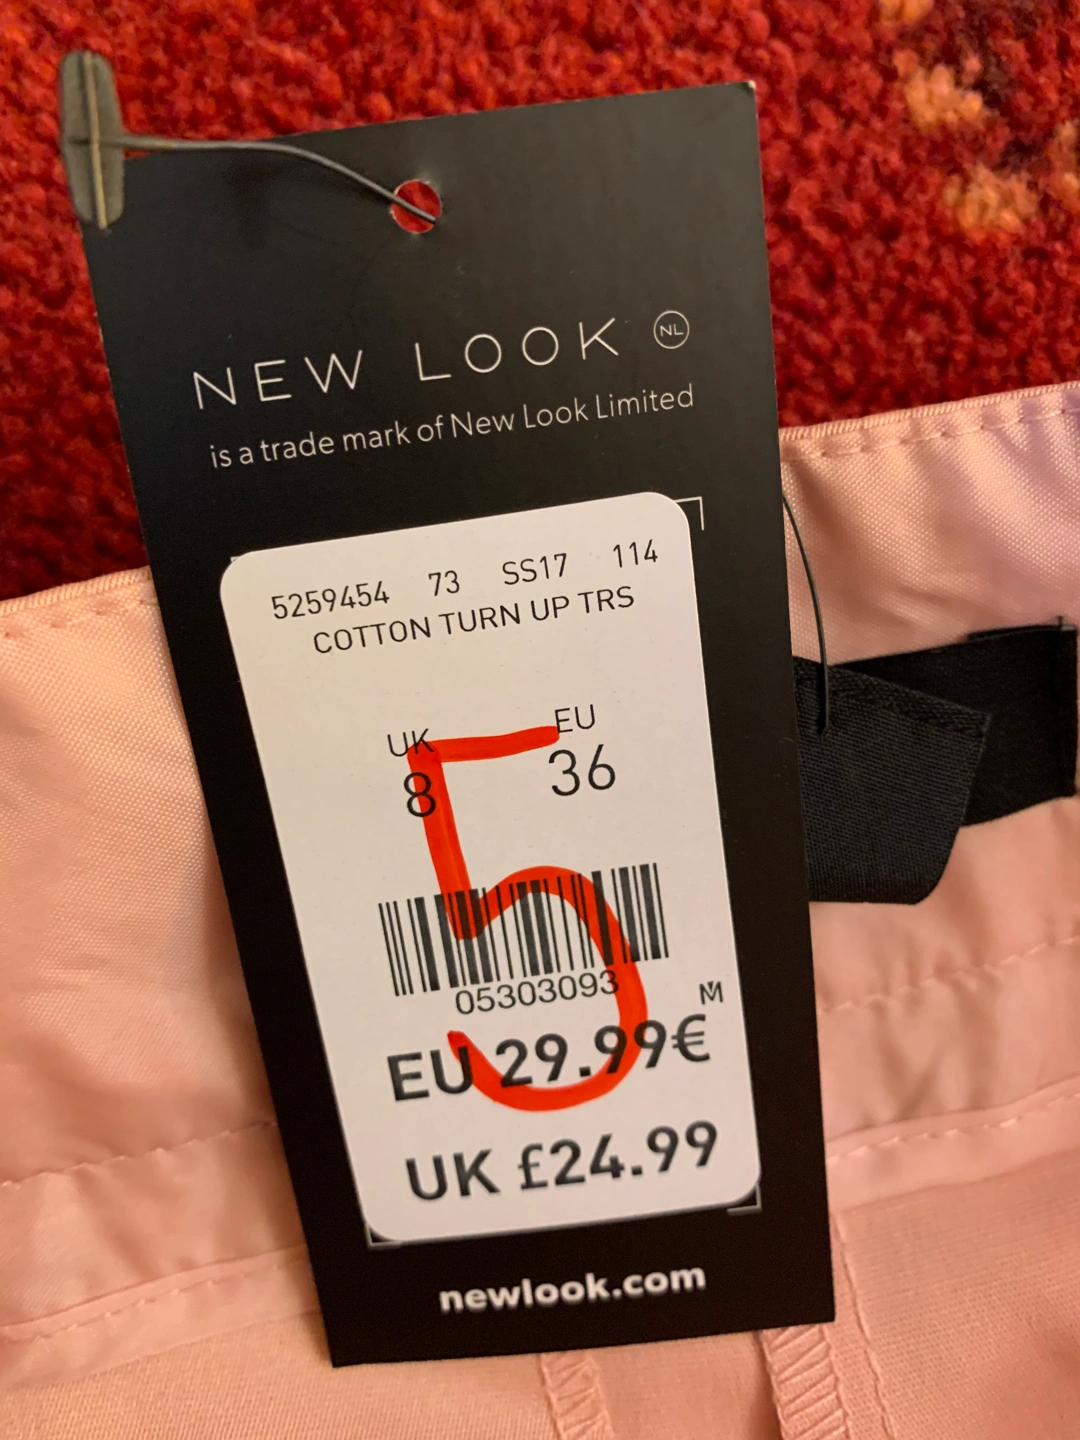 NEW LOOK NL
is a trade mark of New Look Limited
5259454 73 SS17 114
COTTON TURN UP TRS
UK EU
8 36
5
05303093
M
EU 29.99€
UK £24.99
newlook.com